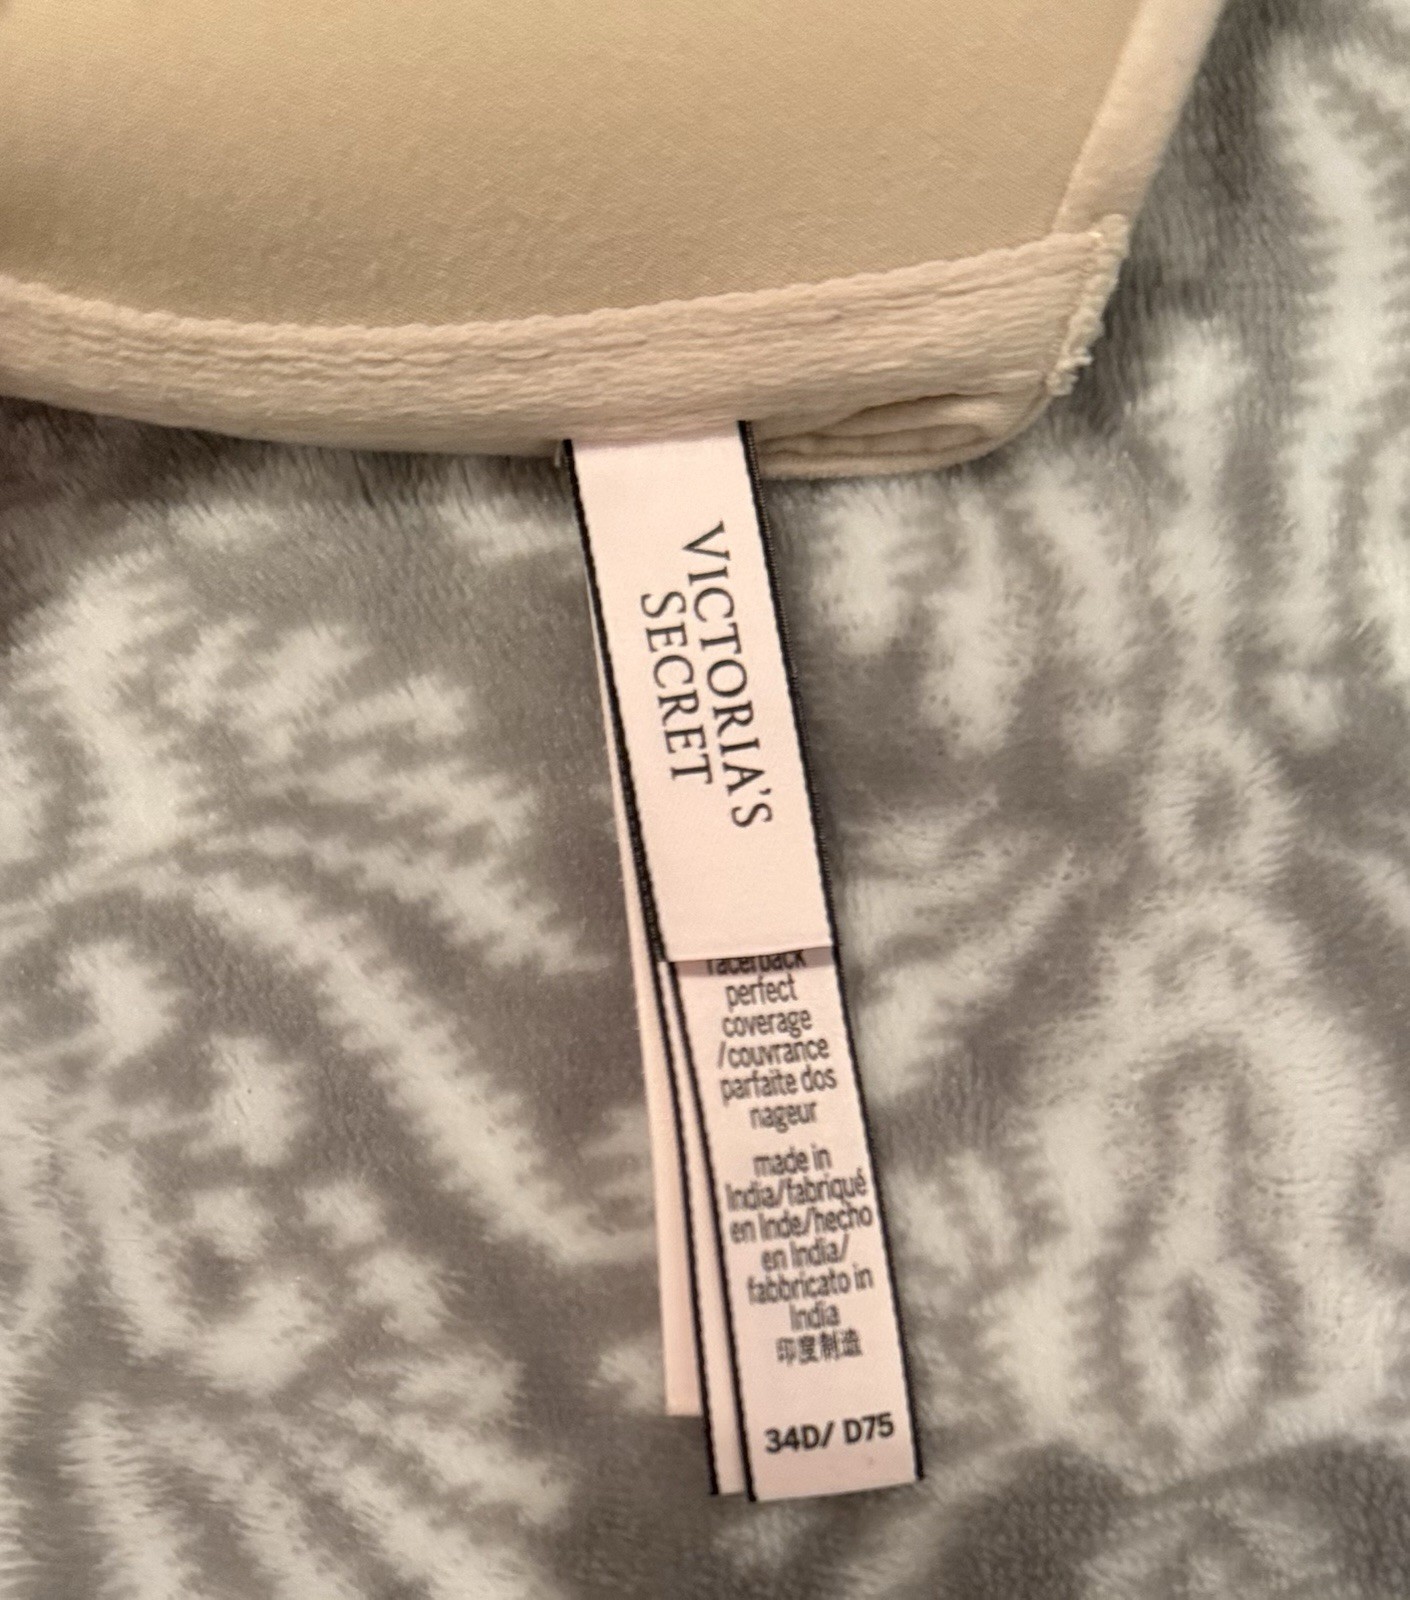 VICTORIA'S
SECRET
racerback
perfect
coverage
/couvrance
parfaite dos
nageur
made in
India/fabriqué
en Inde/hecho
en India/
fabbricato in
India
印度制造
34D/ D75